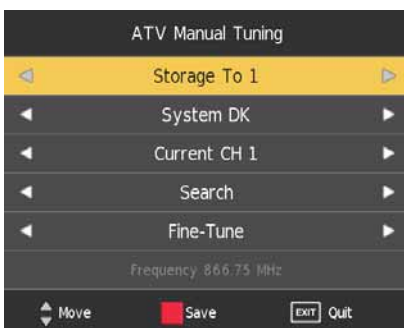 ATV Manual Tuning
Storage To 1
System DK
Current CH 1
Search
Fine-Tune
Frequency 866.75 MHz
Move Save EXIT Quit